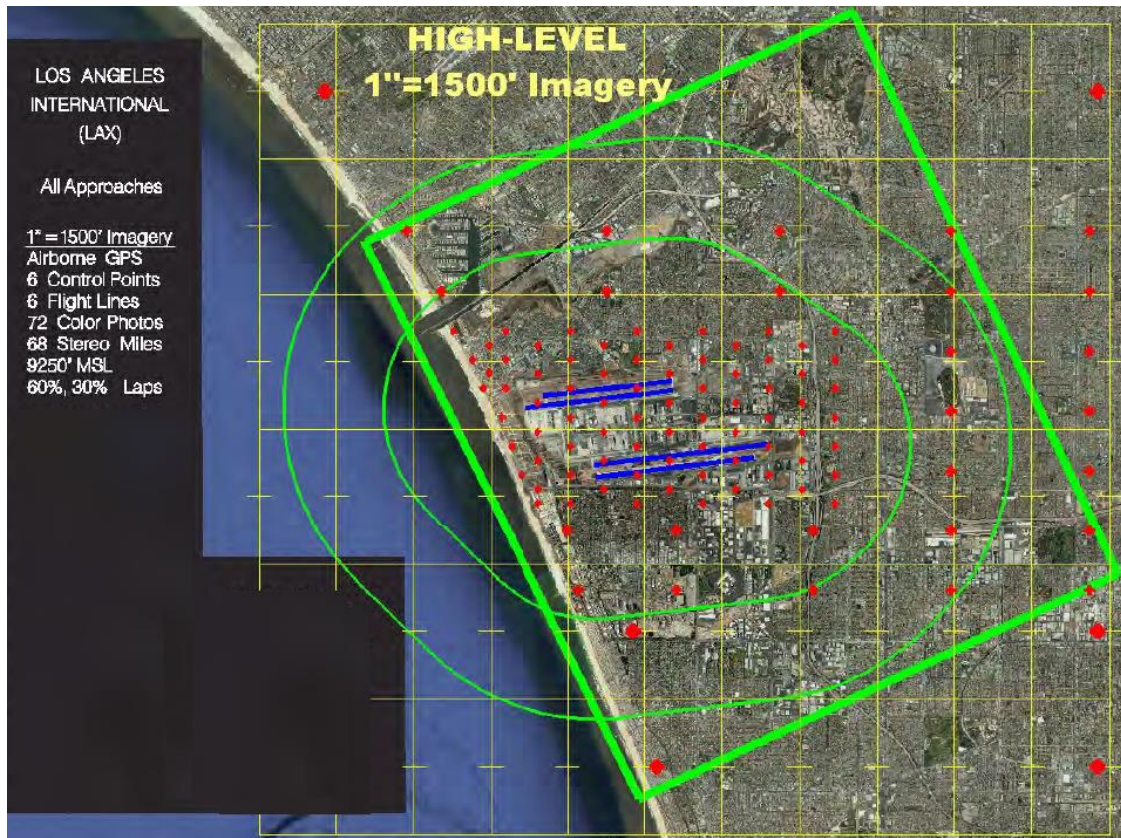 HIGH-LEVEL
1"=1500' Imagery
LOS ANGELES
INTERNATIONAL
(LAX)
All Approaches
1" = 1500' Imagery
Airborne GPS
6 Control Points
6 Flight Lines
72 Color Photos
68 Stereo Miles
9250' MSL
60%, 30% Laps